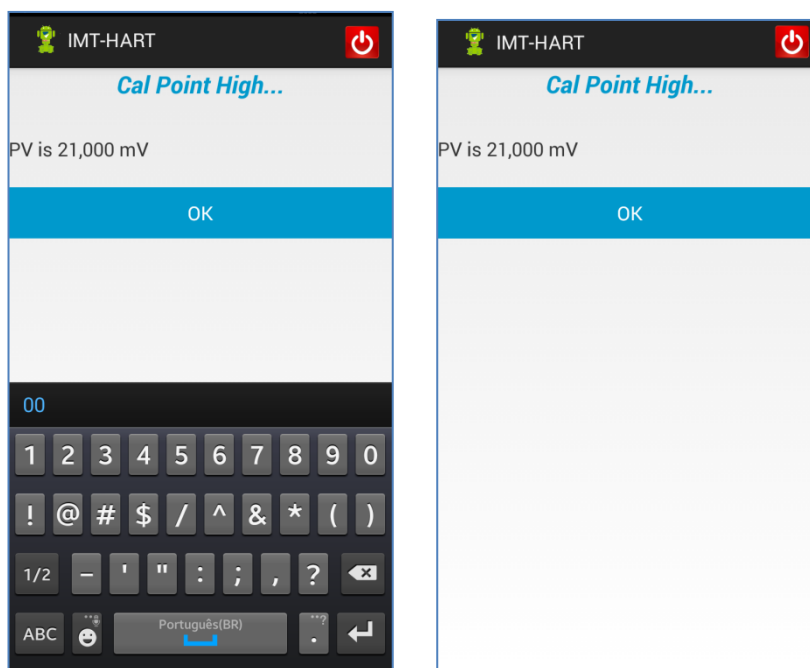 IMT-HART
Cal Point High...
PV is 21,000 mV
OK
00
1 2 3 4 5 6 7 8 9 0
! @ # $ / ^ & * ( )
1/2 – ' " : ; , ?
ABC Português(BR) ...? .
IMT-HART
Cal Point High...
PV is 21,000 mV
OK